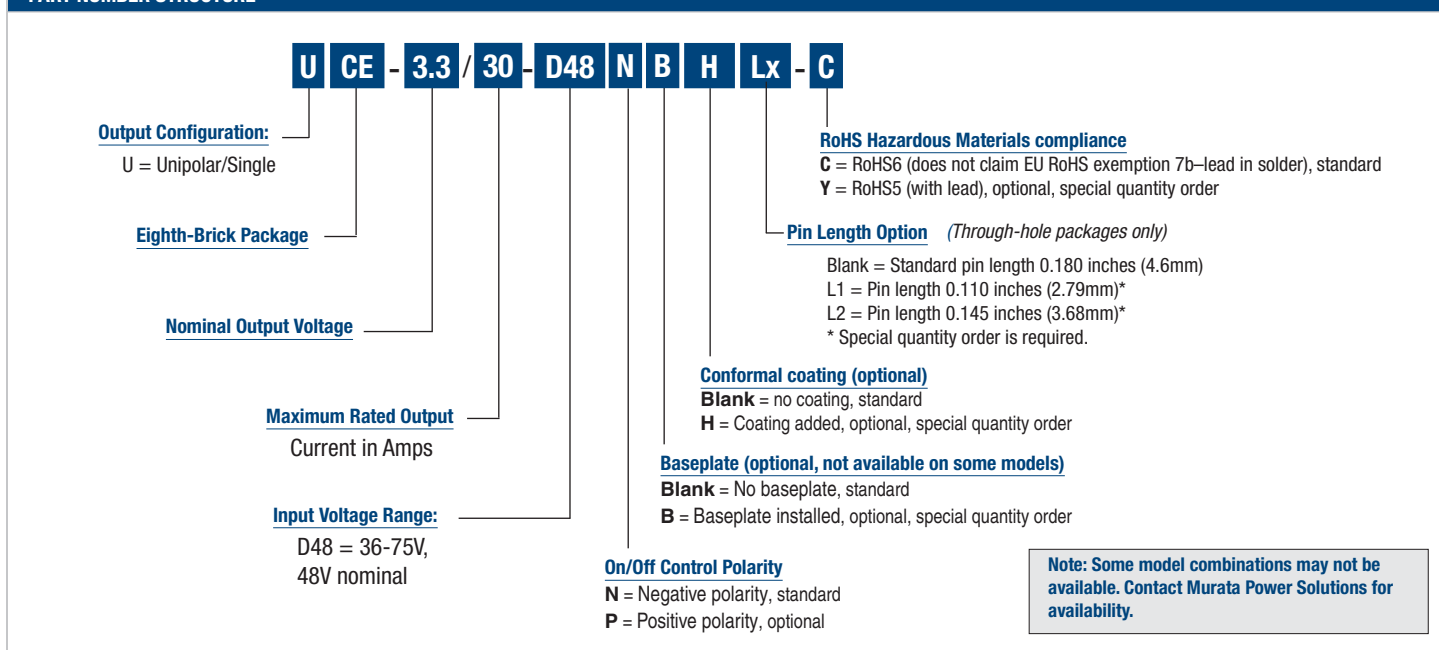 PART NUMBER STRUCTURE
U CE - 3.3 / 30 - D48 N B H Lx - C
Output Configuration:
U = Unipolar/Single
Eighth-Brick Package
Nominal Output Voltage
Maximum Rated Output
Current in Amps
Input Voltage Range:
D48 = 36-75V,
48V nominal
On/Off Control Polarity
N = Negative polarity, standard
P = Positive polarity, optional
Baseplate (optional, not available on some models)
Blank = No baseplate, standard
B = Baseplate installed, optional, special quantity order
Conformal coating (optional)
Blank = no coating, standard
H = Coating added, optional, special quantity order
Pin Length Option (Through-hole packages only)
Blank = Standard pin length 0.180 inches (4.6mm)
L1 = Pin length 0.110 inches (2.79mm)*
L2 = Pin length 0.145 inches (3.68mm)*
* Special quantity order is required.
RoHS Hazardous Materials compliance
C = RoHS6 (does not claim EU RoHS exemption 7b–lead in solder), standard
Y = RoHS5 (with lead), optional, special quantity order
Note: Some model combinations may not be
available. Contact Murata Power Solutions for
availability.